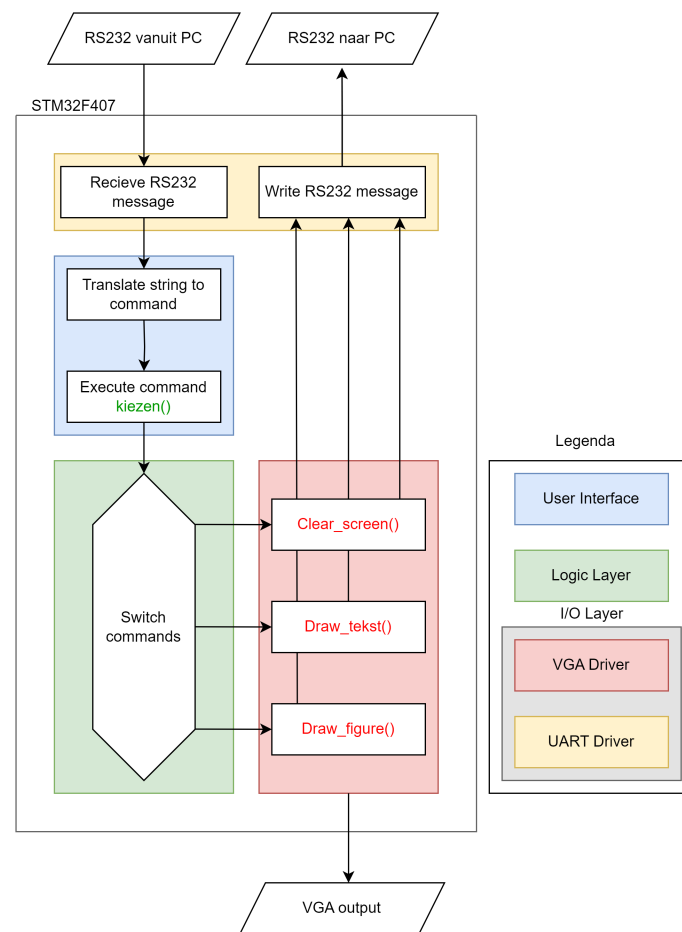 RS232 vanuit PC
RS232 naar PC
STM32F407
Recieve RS232
message
Write RS232 message
Translate string to
command
Execute command
kiezen()
Switch
commands
Clear_screen()
Draw_tekst()
Draw_figure()
VGA output
Legenda
User Interface
Logic Layer
I/O Layer
VGA Driver
UART Driver